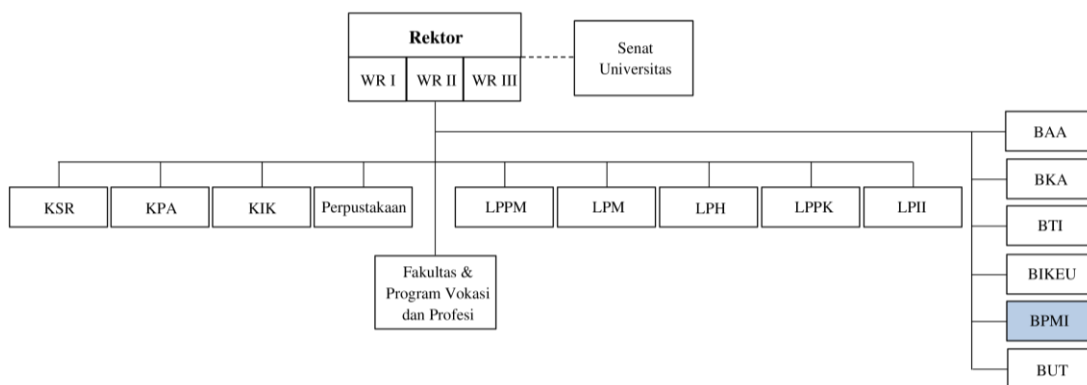 Rektor
WR I
WR II
WR III
Senat
Universitas
BAA
BKA
BTI
BIKEU
BPMI
BUT
KSR
KPA
KIK
Perpustakaan
LPPM
LPM
LPH
LPPK
LPII
Fakultas &
Program Vokasi
dan Profesi